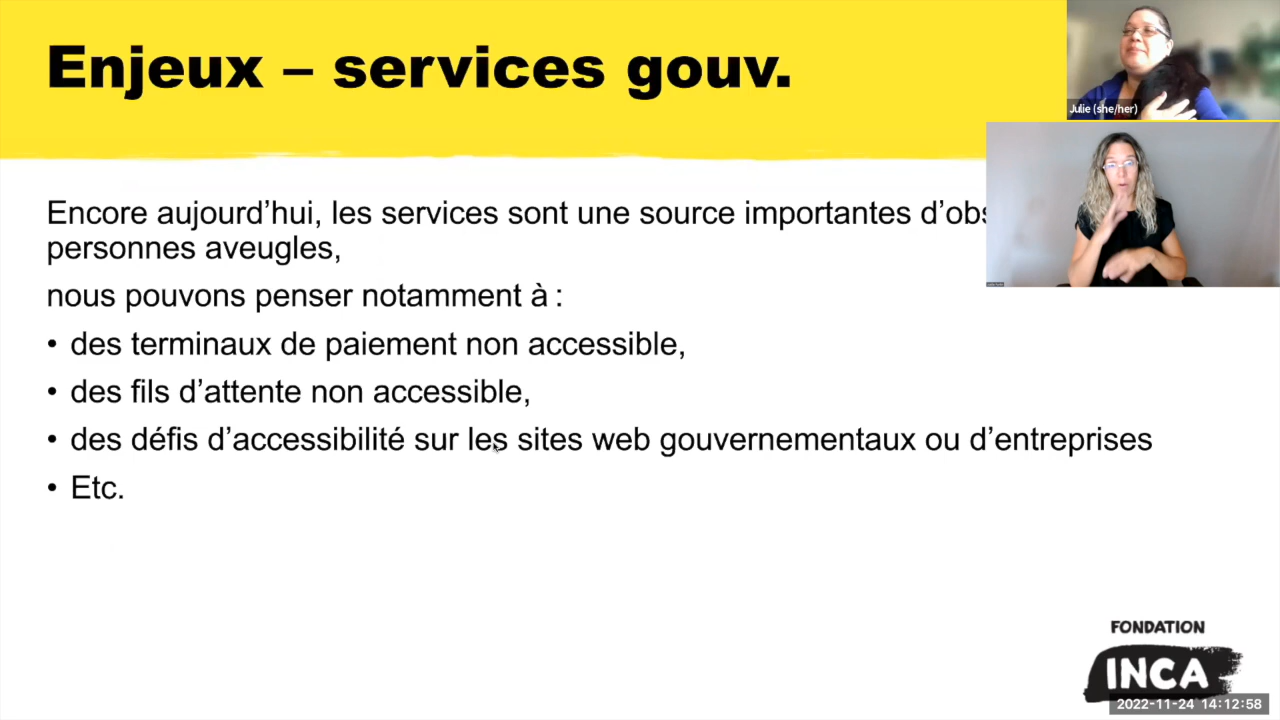 Enjeux – services gouv.
Julie (she/her)
Encore aujourd’hui, les services sont une source importantes
personnes aveugles,
nous pouvons penser notamment à :
• des terminaux de paiement non accessible,
• des fils d’attente non accessible,
• des défis d’accessibilité sur les sites web gouvernementaux ou d’entreprises
• Etc.
FONDATION
INCA
2022-11-24 14:12:58